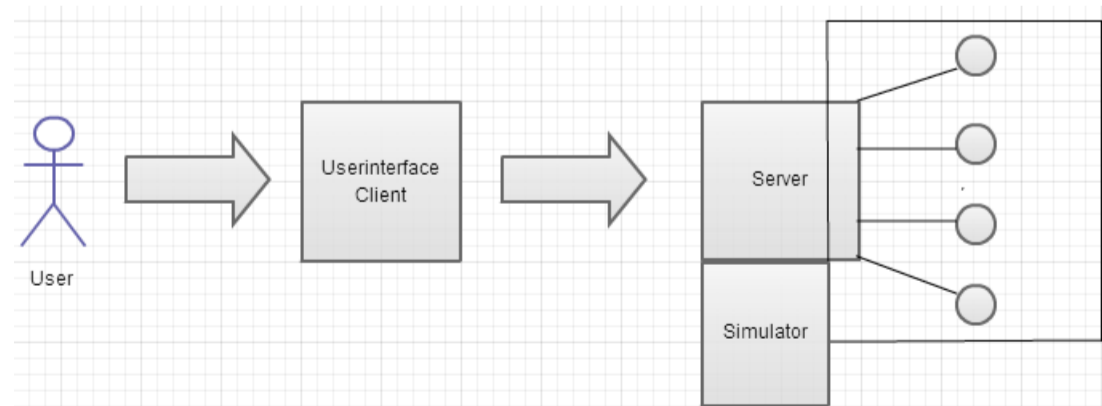 User
Userinterface
Client
Server
Simulator